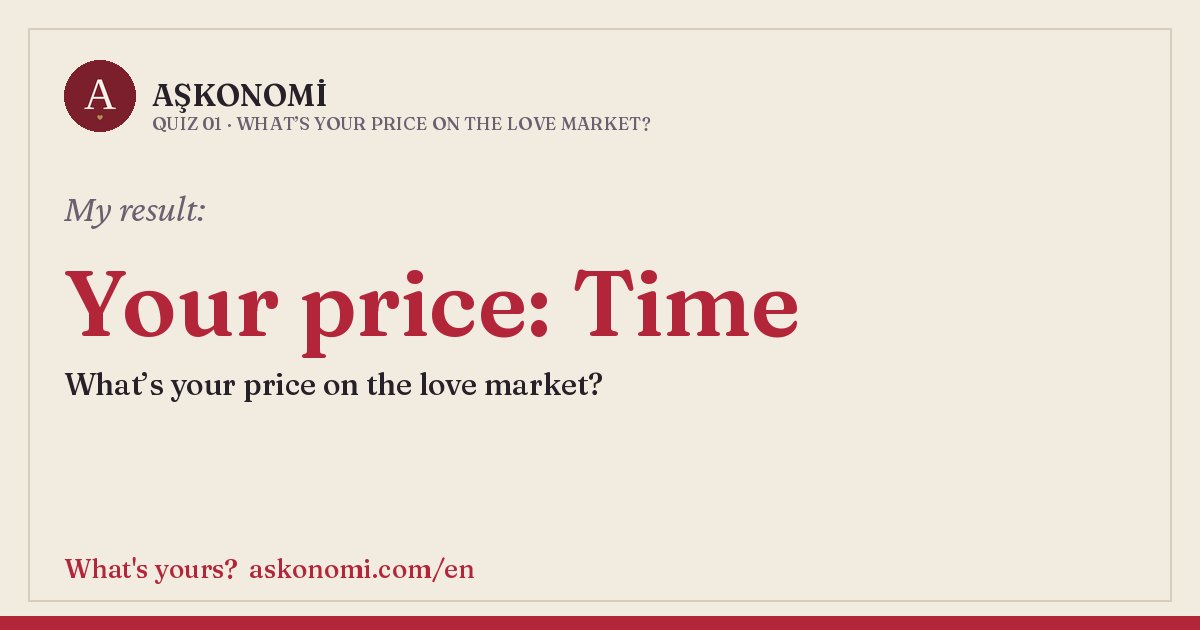 A
AŞKONOMİ
QUIZ 01 · WHAT’S YOUR PRICE ON THE LOVE MARKET?
My result:
Your price: Time
What’s your price on the love market?
What's yours? askonomi.com/en